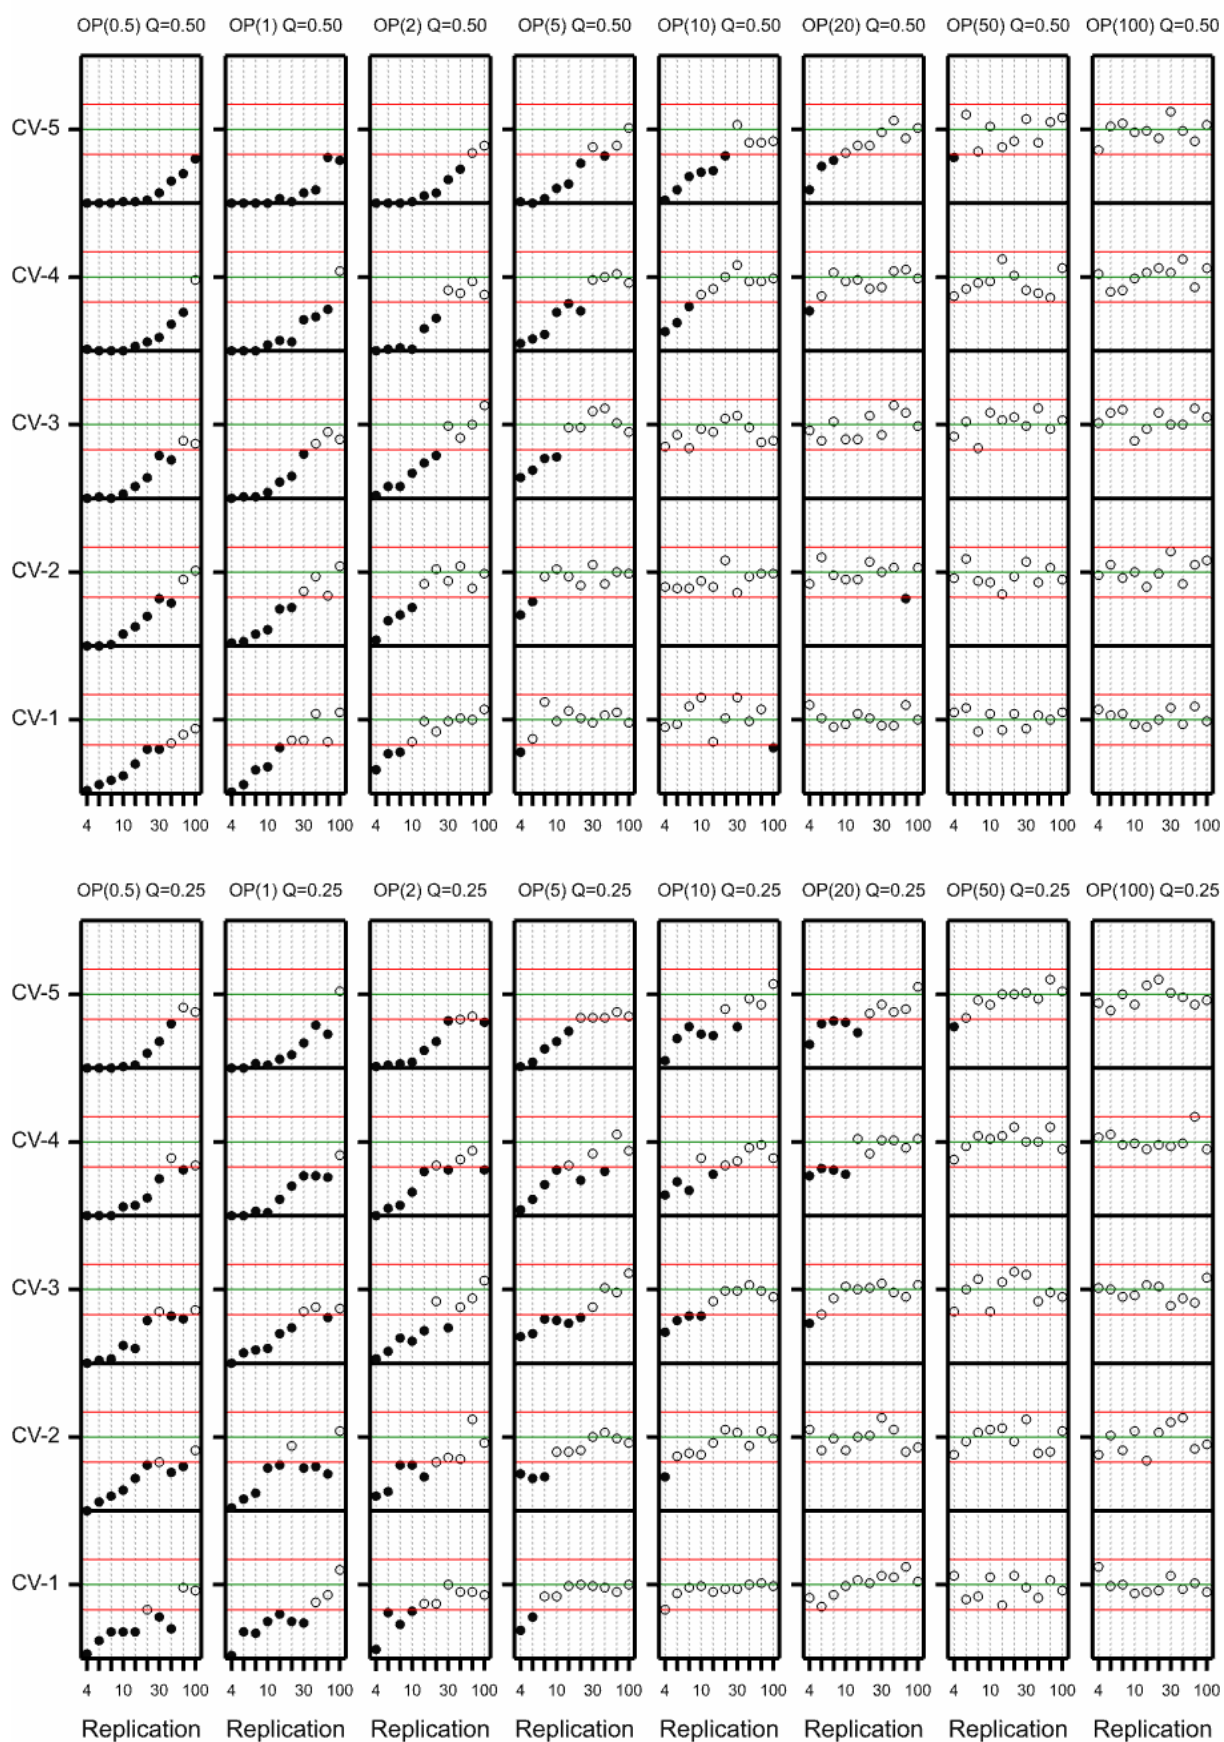 OP(0.5) Q=0.50 OP(1) Q=0.50 OP(2) Q=0.50 OP(5) Q=0.50 OP(10) Q=0.50 OP(20) Q=0.50 OP(50) Q=0.50 OP(100) Q=0.50
CV-5
CV-4
CV-3
CV-2
CV-1
4 10 30 100 4 10 30 100 4 10 30 100 4 10 30 100 4 10 30 100 4 10 30 100 4 10 30 100 4 10 30 100
OP(0.5) Q=0.25 OP(1) Q=0.25 OP(2) Q=0.25 OP(5) Q=0.25 OP(10) Q=0.25 OP(20) Q=0.25 OP(50) Q=0.25 OP(100) Q=0.25
CV-5
CV-4
CV-3
CV-2
CV-1
4 10 30 100 4 10 30 100 4 10 30 100 4 10 30 100 4 10 30 100 4 10 30 100 4 10 30 100 4 10 30 100
Replication Replication Replication Replication Replication Replication Replication Replication